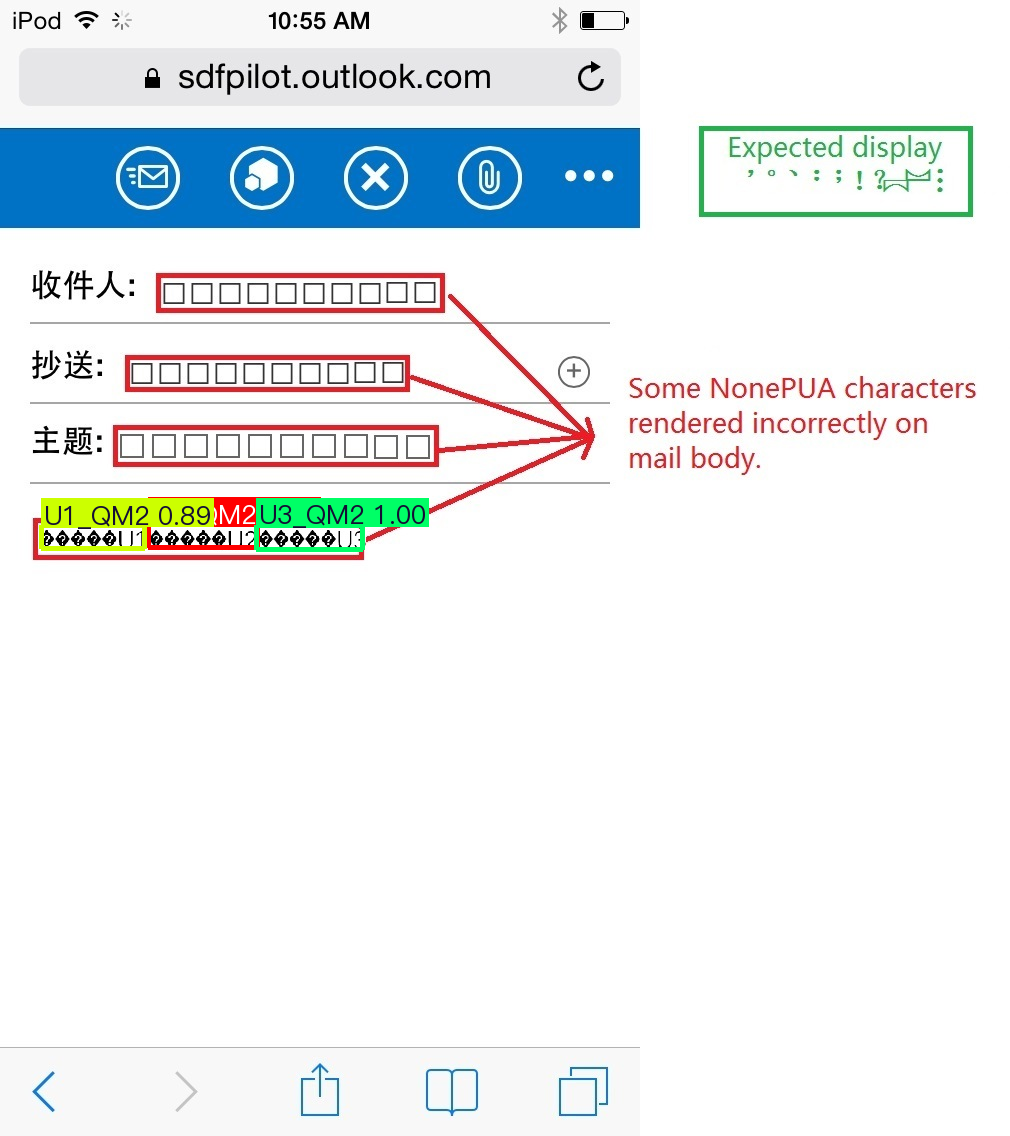 iPod 10:55 AM
sdfpilot.outlook.com
Expected display
收件人: □□□□□□□□□□
抄送: □□□□□□□□□□
Some NonePUA characters
rendered incorrectly on
mail body.
主题: □□□□□□□□□□
U1_QM2 0.89 QM2 U3_QM2 1.00
�����U1 �����U2 �����U3